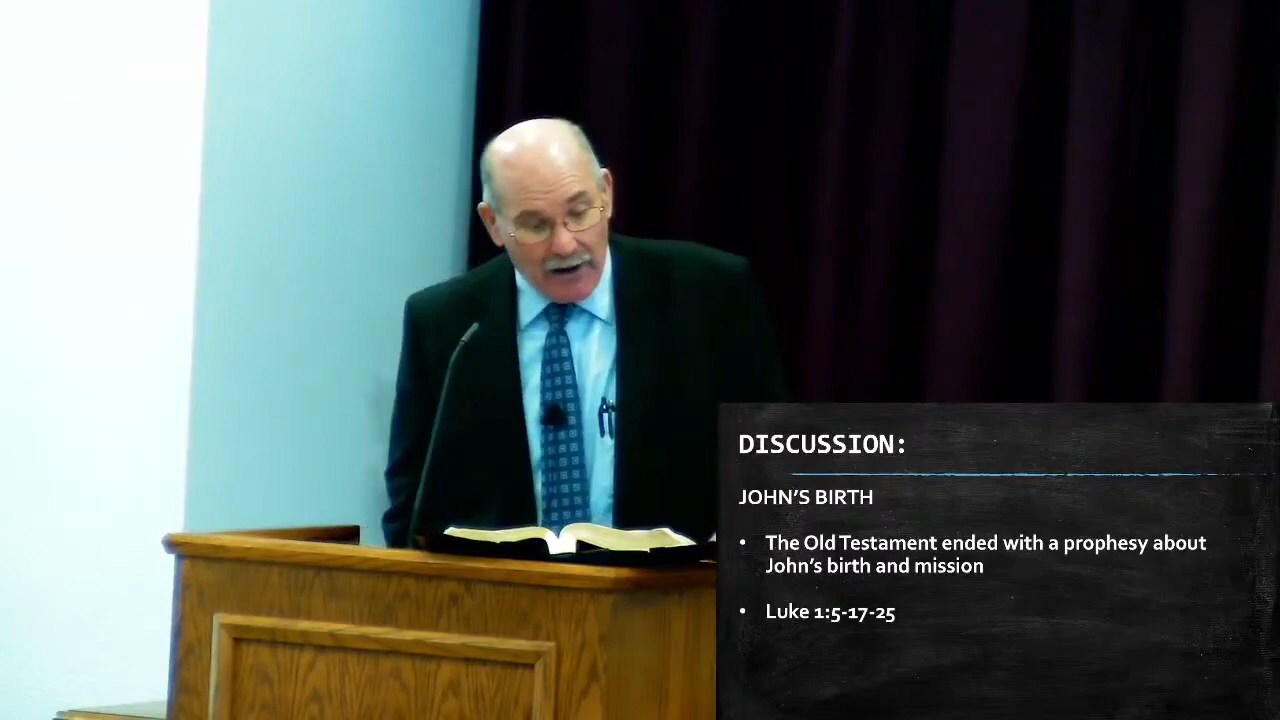 DISCUSSION:
JOHN'S BIRTH
• The Old Testament ended with a prophesy about
John's birth and mission
• Luke 1:5-17-25